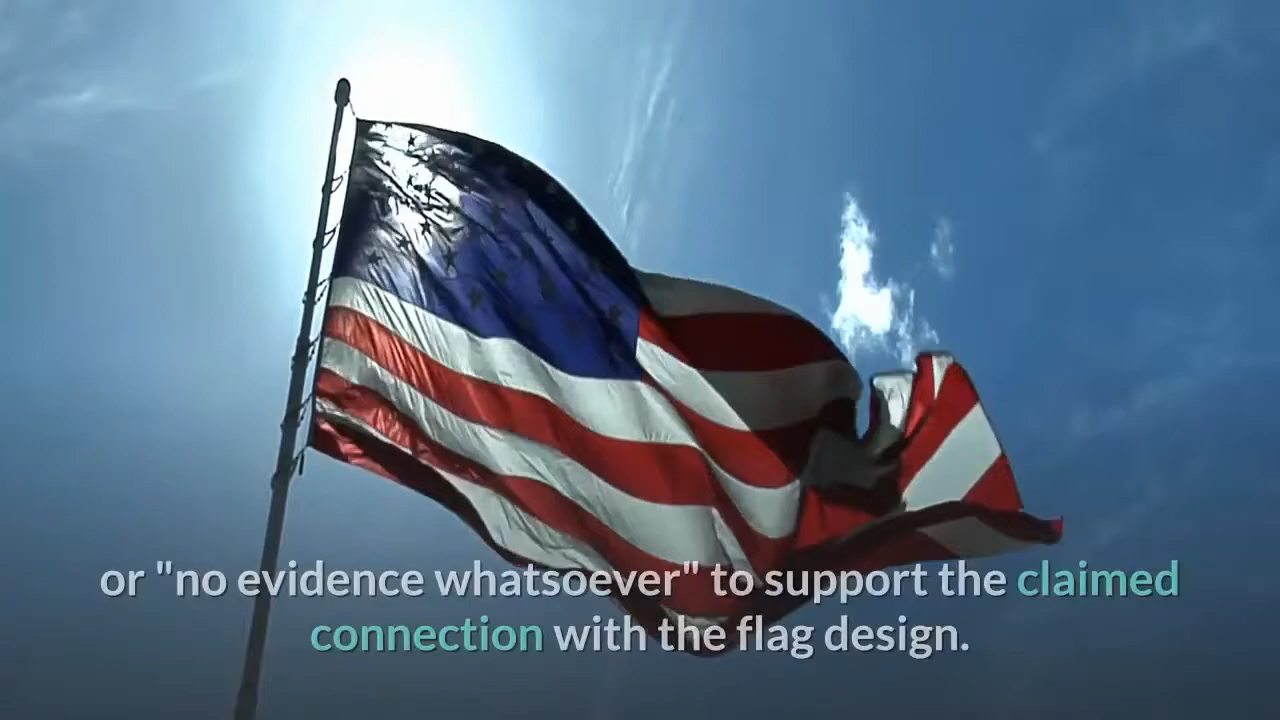 or "no evidence whatsoever" to support the claimed
connection with the flag design.